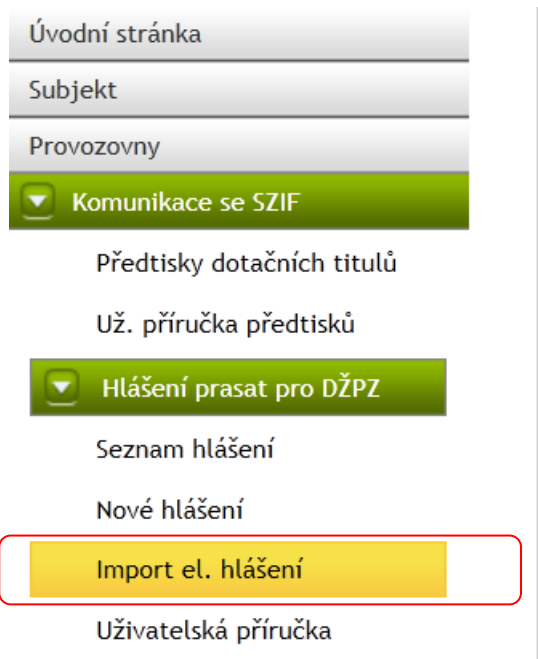 Úvodní stránka
Subjekt
Provozovny
Komunikace se SZIF
Předtisky dotačních titulů
Už. příručka předtisků
Hlášení prasat pro DŽPZ
Seznam hlášení
Nové hlášení
Import el. hlášení
Uživatelská příručka